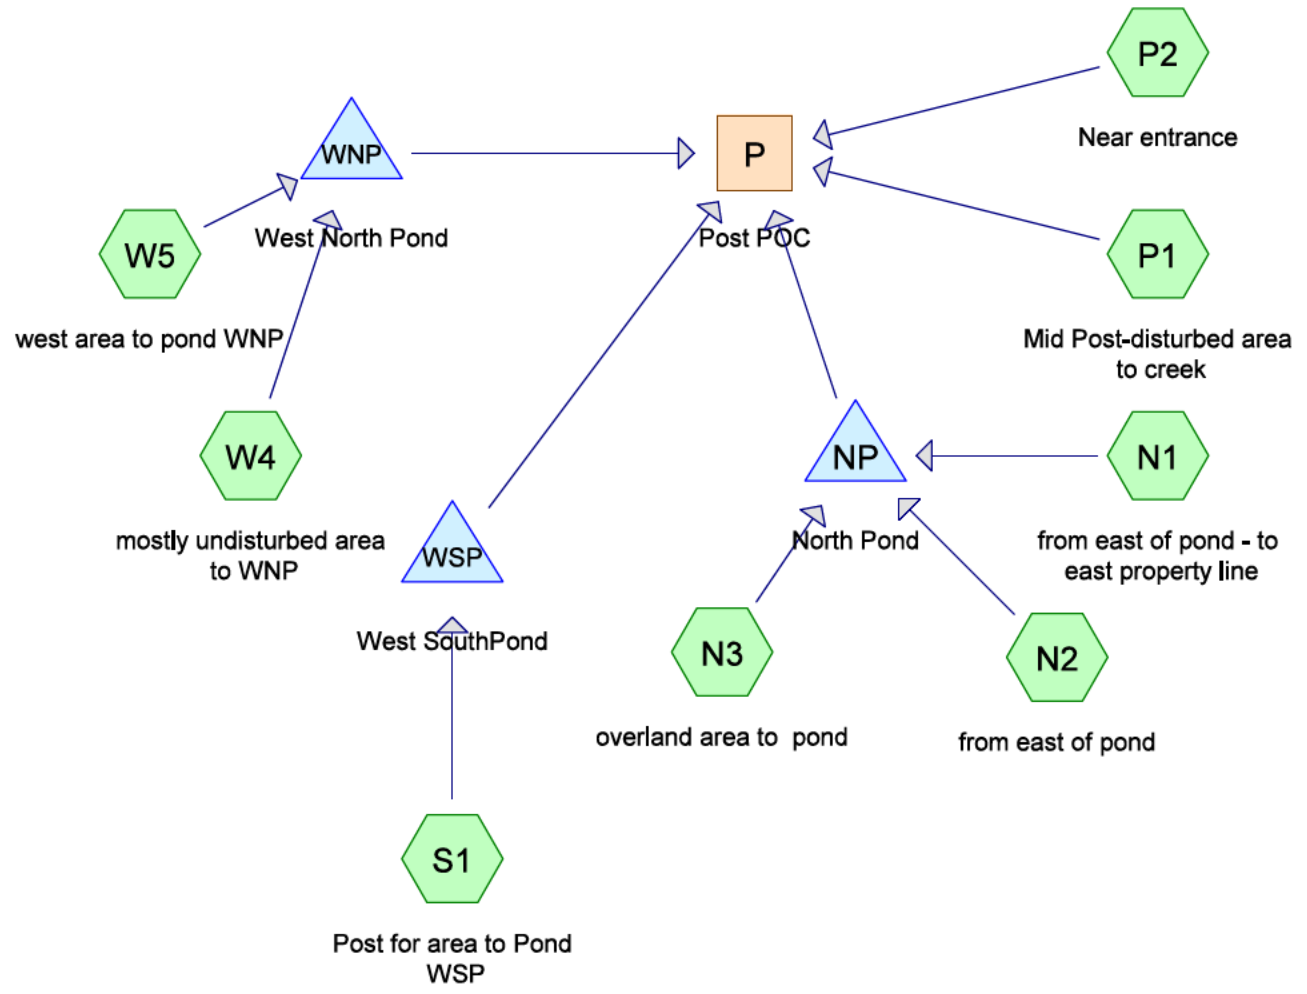 P2
Near entrance
WNP
P
West North Pond
Post POC
W5
P1
west area to pond WNP
Mid Post-disturbed area
to creek
W4
NP
N1
mostly undisturbed area
to WNP
WSP
North Pond
from east of pond - to
east property line
West SouthPond
N3
N2
overland area to pond
from east of pond
S1
Post for area to Pond
WSP